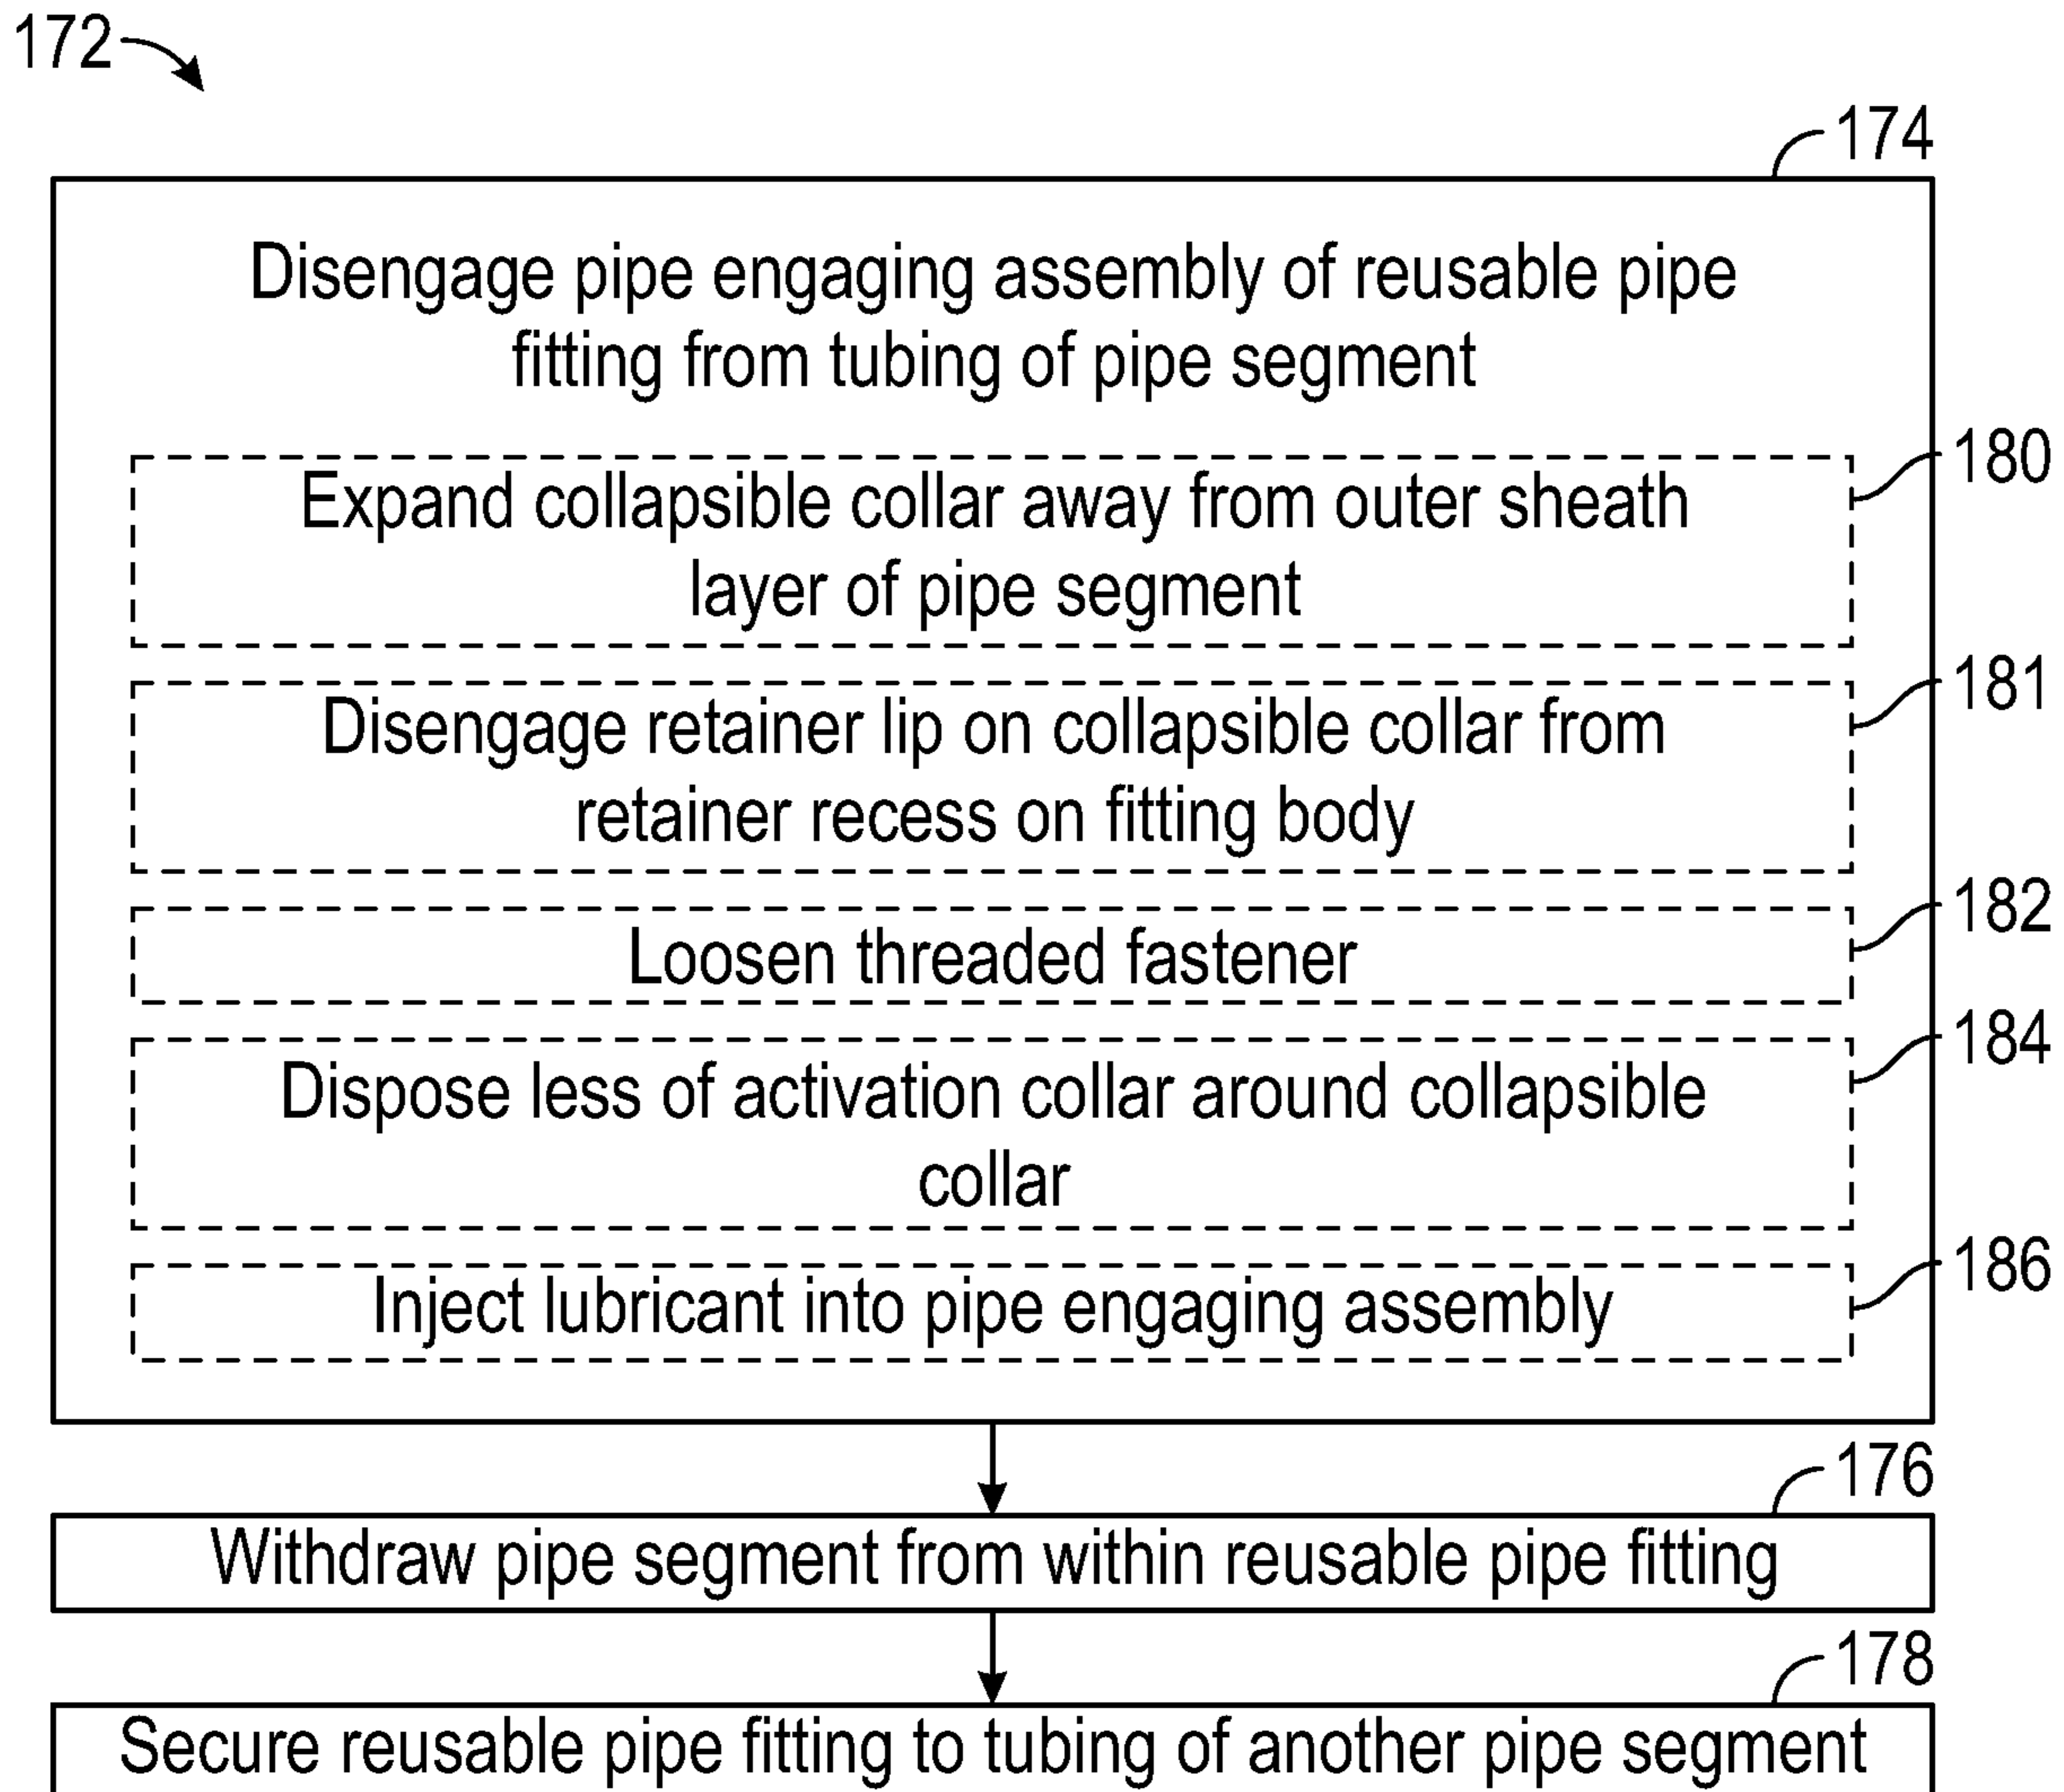 172
174
Disengage pipe engaging assembly of reusable pipe
fitting from tubing of pipe segment
180
Expand collapsible collar away from outer sheath
layer of pipe segment
181
Disengage retainer lip on collapsible collar from
retainer recess on fitting body
182
Loosen threaded fastener
184
Dispose less of activation collar around collapsible
collar
186
Inject lubricant into pipe engaging assembly
176
Withdraw pipe segment from within reusable pipe fitting
178
Secure reusable pipe fitting to tubing of another pipe segment